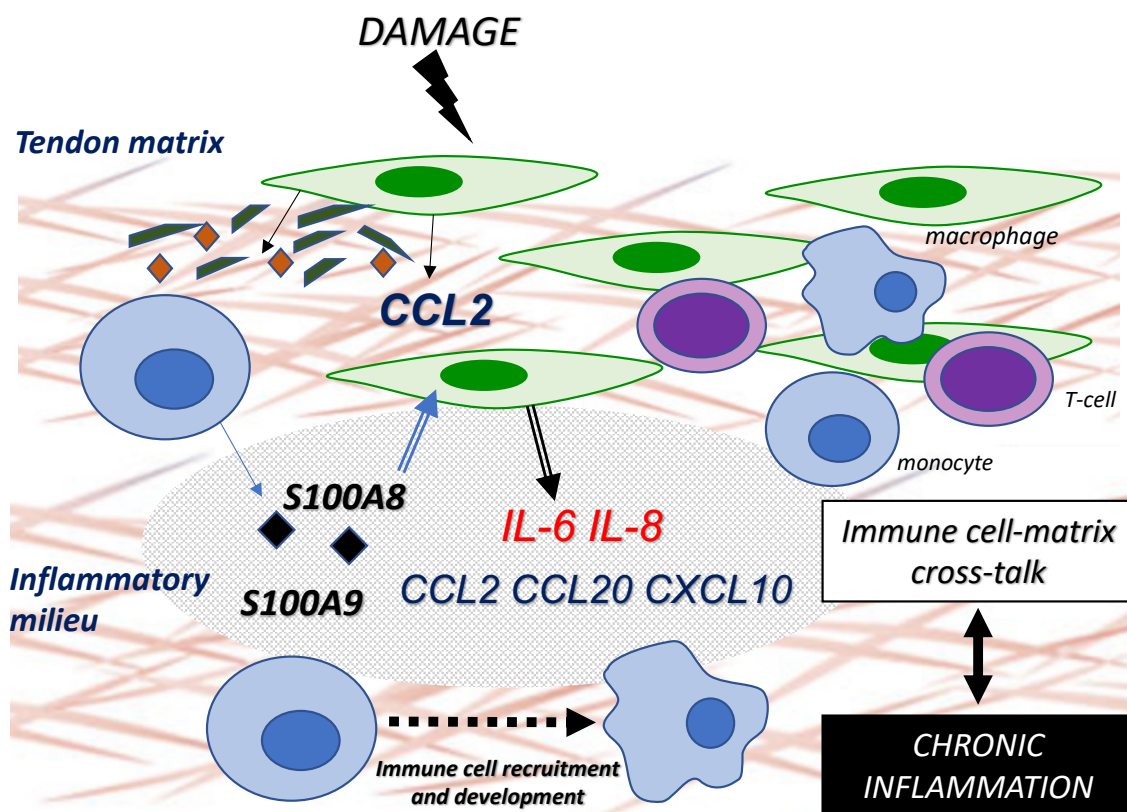 DAMAGE
Tendon matrix
macrophage
CCL2
T-cell
monocyte
S100A8
IL-6 IL-8
Immune cell-matrix
cross-talk
Inflammatory
milieu
S100A9
CCL2 CCL20 CXCL10
Immune cell recruitment
and development
CHRONIC
INFLAMMATION